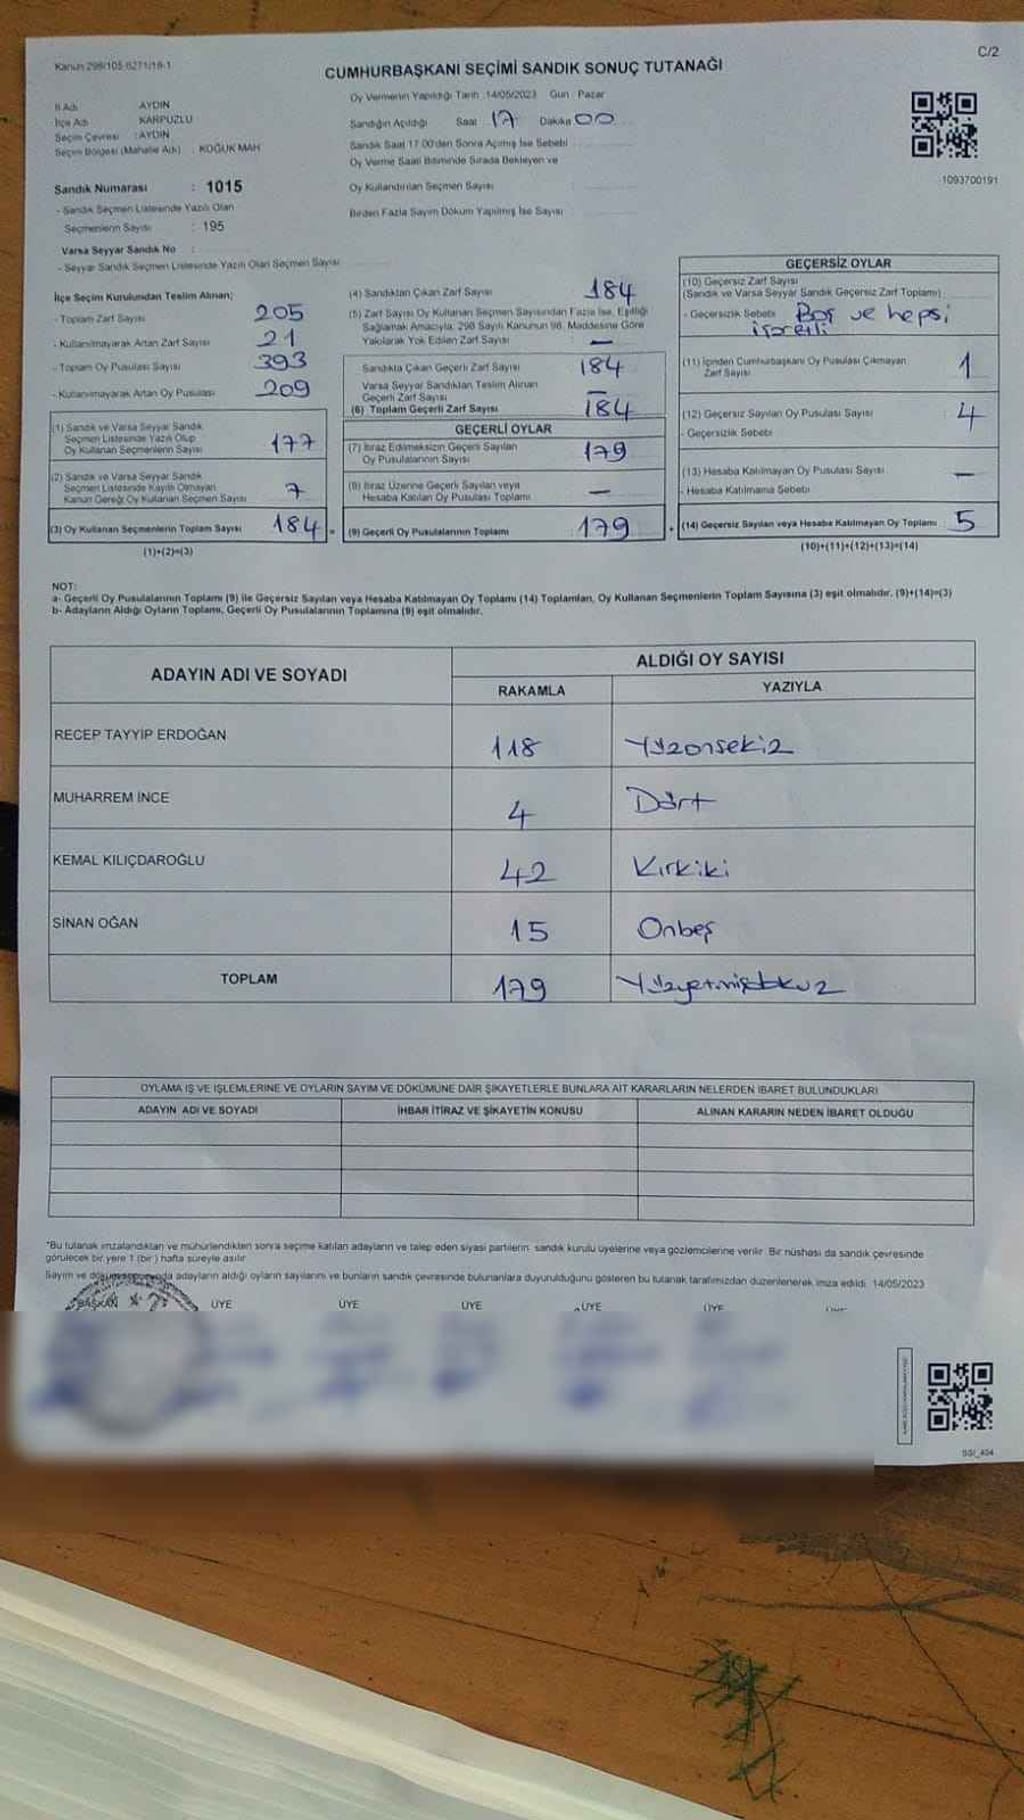 Kanun 298/105-6271/18-1
C/2
CUMHURBAŞKANI SEÇİMİ SANDIK SONUÇ TUTANAĞI
İl Adı AYDIN
İlçe Adı KARPUZLU
Seçim Çevresi : AYDIN
Seçim Bölgesi (Mahalle Adı) : KOĞUK MAH
Sandık Numarası : 1015
- Sandık Seçmen Listesinde Yazılı Olan
Seçmenlerin Sayısı : 195
Varsa Seyyar Sandık No :
- Seyyar Sandık Seçmen Listesinde Yazılı Olan Seçmen Sayısı
Oy Vermenin Yapıldığı Tarih :14/05/2023 Gün : Pazar
Sandığın Açıldığı Saat 17 Dakika 00
Sandık Saat 17.00'den Sonra Açılmış İse Sebebi
Oy Verme Saati Bitiminde Sırada Bekleyen ve
Oy Kullandırılan Seçmen Sayısı
Birden Fazla Sayım Döküm Yapılmış İse Sayısı
1093700191
İlçe Seçim Kurulundan Teslim Alınan;
- Toplam Zarf Sayısı 205
- Kullanılmayarak Artan Zarf Sayısı 21
- Toplam Oy Pusulası Sayısı 393
- Kullanılmayarak Artan Oy Pusulası 209
(1) Sandık ve Varsa Seyyar Sandık
Seçmen Listesinde Yazılı Olup
Oy Kullanan Seçmenlerin Sayısı 177
(2) Sandık ve Varsa Seyyar Sandık
Seçmen Listesinde Kayıtlı Olmayan
Kanun Gereği Oy Kullanan Seçmen Sayısı 7
(3) Oy Kullanan Seçmenlerin Toplam Sayısı 184 =
(1)+(2)=(3)
(4) Sandıktan Çıkan Zarf Sayısı 184
(5) Zarf Sayısı Oy Kullanan Seçmen Sayısından Fazla İse, Eşitliği
Sağlamak Amacıyla, 298 Sayılı Kanunun 98. Maddesine Göre
Yakılarak Yok Edilen Zarf Sayısı —
Sandıkta Çıkan Geçerli Zarf Sayısı 184
Varsa Seyyar Sandıktan Teslim Alınan
Geçerli Zarf Sayısı —
(6) Toplam Geçerli Zarf Sayısı 184
GEÇERLİ OYLAR
(7) İtiraz Edilmeksizin Geçerli Sayılan
Oy Pusulalarının Sayısı 179
(8) İtiraz Üzerine Geçerli Sayılan veya
Hesaba Katılan Oy Pusulası Toplamı —
(9) Geçerli Oy Pusulalarının Toplamı 179 +
GEÇERSİZ OYLAR
(10) Geçersiz Zarf Sayısı
(Sandık ve Varsa Seyyar Sandık Geçersiz Zarf Toplamı)
- Geçersizlik Sebebi Boş ve hepsi
işaretli
(11) İçinden Cumhurbaşkanı Oy Pusulası Çıkmayan
Zarf Sayısı 1
(12) Geçersiz Sayılan Oy Pusulası Sayısı 4
- Geçersizlik Sebebi
(13) Hesaba Katılmayan Oy Pusulası Sayısı —
- Hesaba Katılmama Sebebi
(14) Geçersiz Sayılan veya Hesaba Katılmayan Oy Toplamı 5
(10)+(11)+(12)+(13)=(14)
NOT:
a- Geçerli Oy Pusulalarının Toplamı (9) ile Geçersiz Sayılan veya Hesaba Katılmayan Oy Toplamı (14) Toplamları, Oy Kullanan Seçmenlerin Toplam Sayısına (3) eşit olmalıdır. (9)+(14)=(3)
b- Adayların Aldığı Oyların Toplamı, Geçerli Oy Pusulalarının Toplamına (9) eşit olmalıdır.
ADAYIN ADI VE SOYADI
ALDIĞI OY SAYISI
RAKAMLA YAZIYLA
RECEP TAYYİP ERDOĞAN 118 Yüzonsekiz
MUHARREM İNCE 4 Dört
KEMAL KILIÇDAROĞLU 42 Kırkiki
SİNAN OĞAN 15 Onbeş
TOPLAM 179 Yüzyetmişdokuz
OYLAMA İŞ VE İŞLEMLERİNE VE OYLARIN SAYIM VE DÖKÜMÜNE DAİR ŞİKAYETLERLE BUNLARA AİT KARARLARIN NELERDEN İBARET BULUNDUKLARI
ADAYIN ADI VE SOYADI İHBAR İTİRAZ VE ŞİKAYETİN KONUSU ALINAN KARARIN NEDEN İBARET OLDUĞU
*Bu tutanak imzalandıktan ve mühürlendikten sonra seçime katılan adayların ve talep eden siyasi partilerin sandık kurulu üyelerine veya gözlemcilerine verilir. Bir nüshası da sandık çevresinde
görülecek bir yere 1 (bir) hafta süreyle asılır.
Sayım ve döküm sonunda adayların aldığı oyların sayılarını ve bunların sandık çevresinde bulunanlara duyurulduğunu gösteren bu tutanak tarafımızdan düzenlenerek imza edildi. 14/05/2023
BAŞKAN ÜYE ÜYE ÜYE ÜYE ÜYE
SSI_404